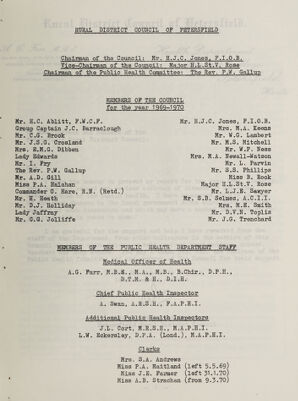 RURAL DISTRICT COUNCIL OF PETERSFIELD
Chairman of the Council: Mr. H.J.C. Jones, F.I.O.B.
Vice-Chairman of the Council: Major H.L.St.V. Rose
Chairman of the Public Health Committee: The Rev. P.W. Gallup
MEMBERS OF THE COUNCIL
for the year 1969-1970
Mr. H.C. Ablitt, F.W.C.F. Mr. H.J.C. Jones, F.I.O.B.
Group Captain J.C. Barraclough Mrs. M.A. Keens
Mr. C.G. Brook Mr. W.G. Lambert
Mr. J.S.G. Crosland Mr. M.S. Mitchell
Mrs. E.M.G. Dibben Mr. W.F. Ness
Lady Edwards Mrs. M.A. Newall-Watson
Mr. I. Fry Mr. L. Parvin
The Rev. P.W. Gallup Mr. S.S. Phillips
Mr. A.D. Gill Miss B. Rook
Miss P.A. Halahan Major H.L.St.V. Rose
Commander C. Hare, R.N. (Retd.) Mr. L.J.E. Sawyer
Mr. H. Heath Mr. S.B. Selmes, A.C.I.I.
Mr. D.J. Holliday Mrs. M.E. Smith
Lady Jaffray Mr. D.V.N. Toplis
Mr. G.G. Jolliffe Mr. J.G. Trenchard
MEMBERS OF THE PUBLIC HEALTH DEPARTMENT STAFF
Medical Officer of Health
A.G. Farr, M.B.E., M.A., M.B., B.Chir., D.P.H.,
D.T.M. & H., D.I.H.
Chief Public Health Inspector
A. Swan, A.R.S.H., F.A.P.H.I.
Additional Public Health Inspectors
J.L. Cort, M.R.S.H., M.A.P.H.I.
L.W. Eckersley, D.P.A. (Lond.), M.A.P.H.I.
Clerks
Mrs. S.A. Andrews
Miss P.A. Maitland (left 5.5.69)
Miss J.E. Farmer (left 31.1.70)
Miss A.B. Strachan (from 9.3.70)